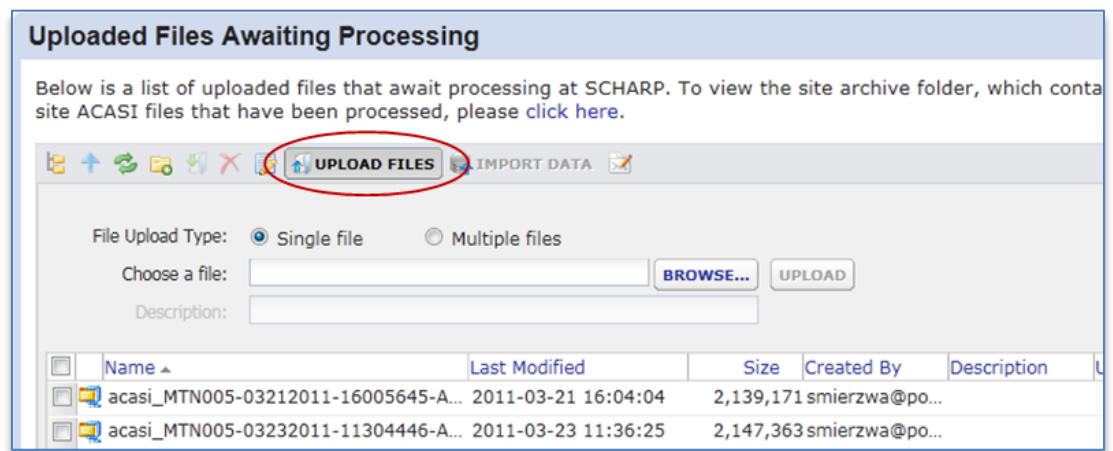 Uploaded Files Awaiting Processing
Below is a list of uploaded files that await processing at SCHARP. To view the site archive folder, which conta
site ACASI files that have been processed, please click here.
UPLOAD FILES IMPORT DATA
File Upload Type: Single file Multiple files
Choose a file: BROWSE... UPLOAD
Description:
Name Last Modified Size Created By Description U
acasi_MTN005-03212011-16005645-A... 2011-03-21 16:04:04 2,139,171 smierzwa@po...
acasi_MTN005-03232011-11304446-A... 2011-03-23 11:36:25 2,147,363 smierzwa@po...